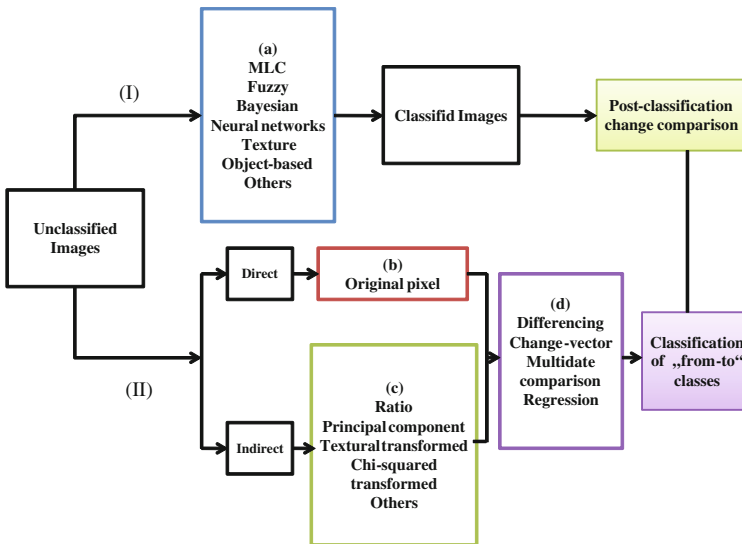 (I)
(a)
MLC
Fuzzy
Bayesian
Neural networks
Texture
Object-based
Others
Classifid Images
Post-classification
change comparison
Unclassified
Images
(II)
Direct
(b)
Original pixel
Indirect
(c)
Ratio
Principal component
Textural transformed
Chi-squared
transformed
Others
(d)
Differencing
Change-vector
Multidate
comparison
Regression
Classification
of „from-to“
classes